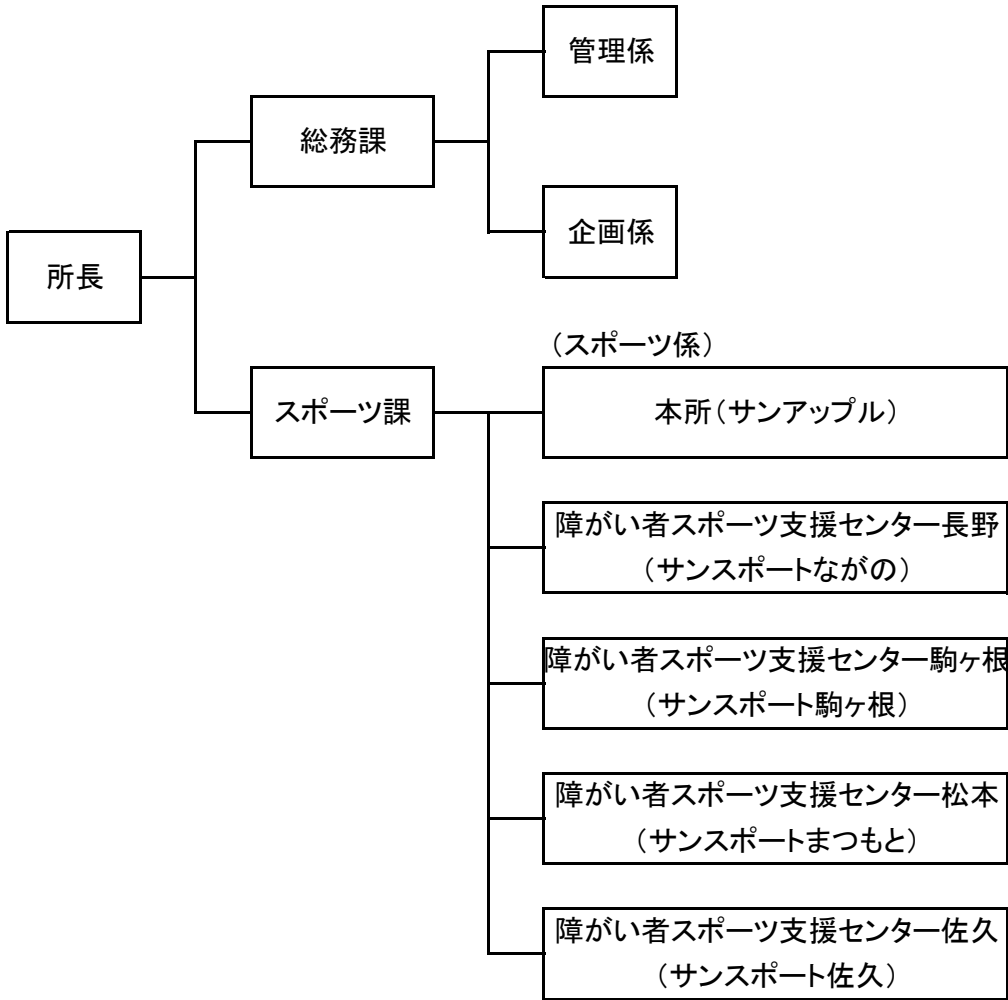 管理係
総務課
企画係
所長
(スポーツ係)
スポーツ課
本所(サンアップル)
障がい者スポーツ支援センター長野
(サンスポートながの)
障がい者スポーツ支援センター駒ヶ根
(サンスポート駒ヶ根)
障がい者スポーツ支援センター松本
(サンスポートまつもと)
障がい者スポーツ支援センター佐久
(サンスポート佐久)